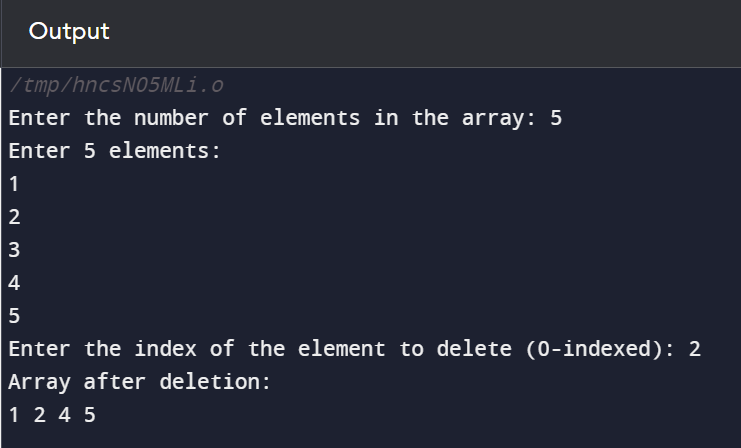 Output
/tmp/hncsNO5MLi.o
Enter the number of elements in the array: 5
Enter 5 elements:
1
2
3
4
5
Enter the index of the element to delete (0-indexed): 2
Array after deletion:
1 2 4 5